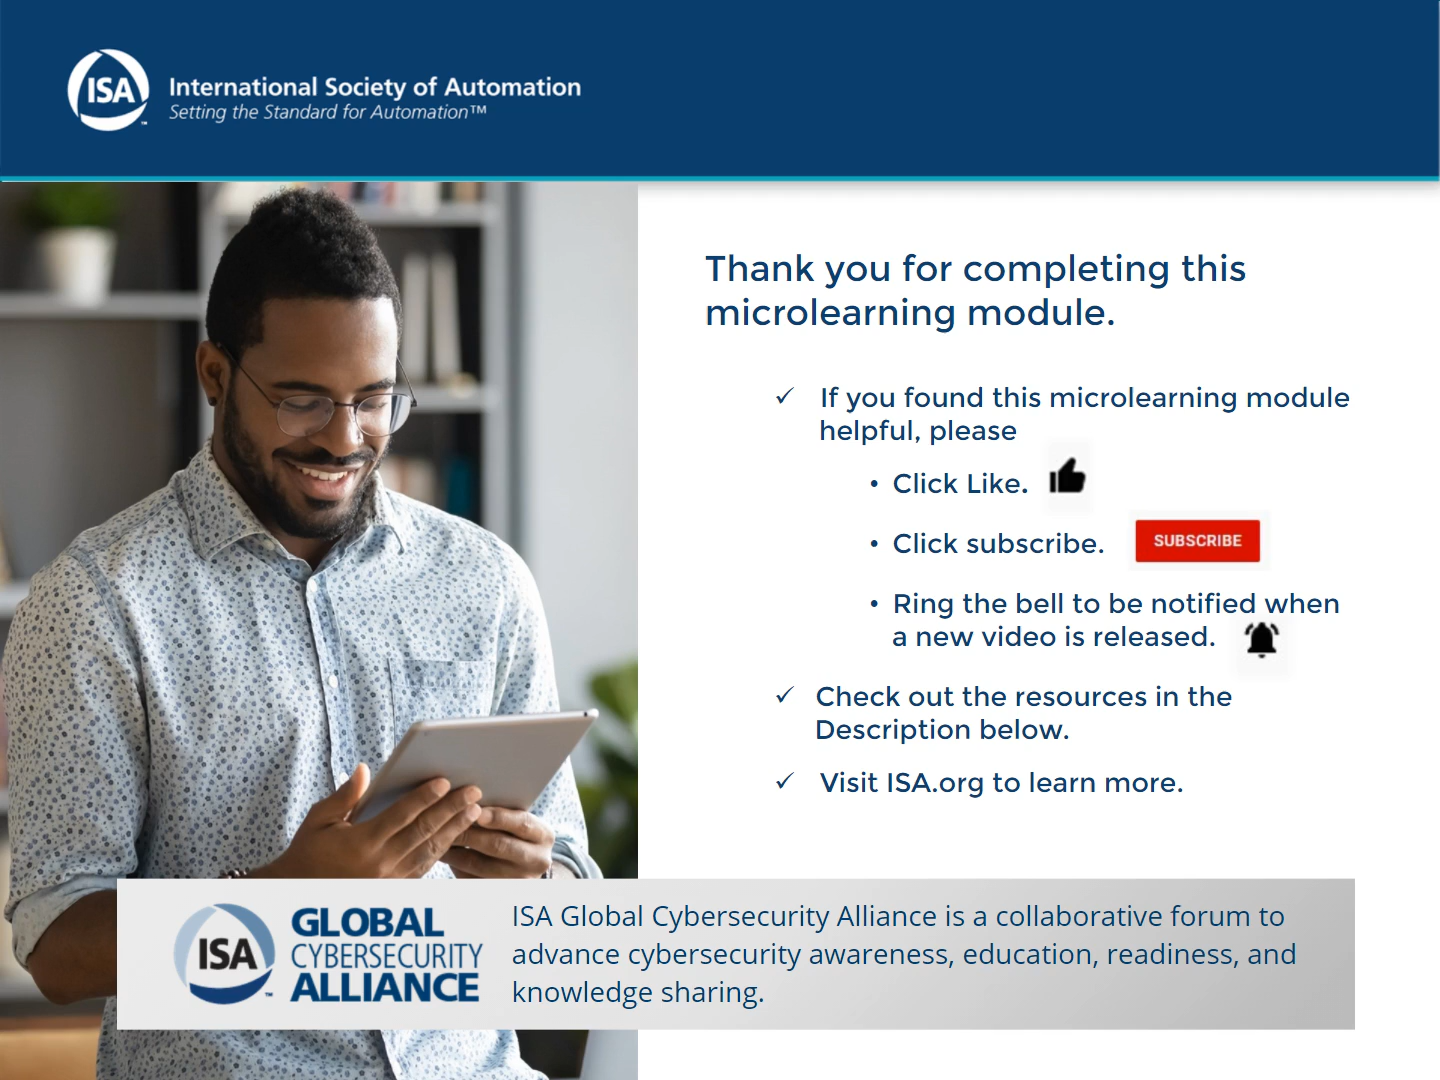 ISA
International Society of Automation
Setting the Standard for Automation™
Thank you for completing this
microlearning module.
✓ If you found this microlearning module
helpful, please
• Click Like.
• Click subscribe.
SUBSCRIBE
• Ring the bell to be notified when
a new video is released.
✓ Check out the resources in the
Description below.
✓ Visit ISA.org to learn more.
ISA™
GLOBAL
CYBERSECURITY
ALLIANCE
ISA Global Cybersecurity Alliance is a collaborative forum to
advance cybersecurity awareness, education, readiness, and
knowledge sharing.